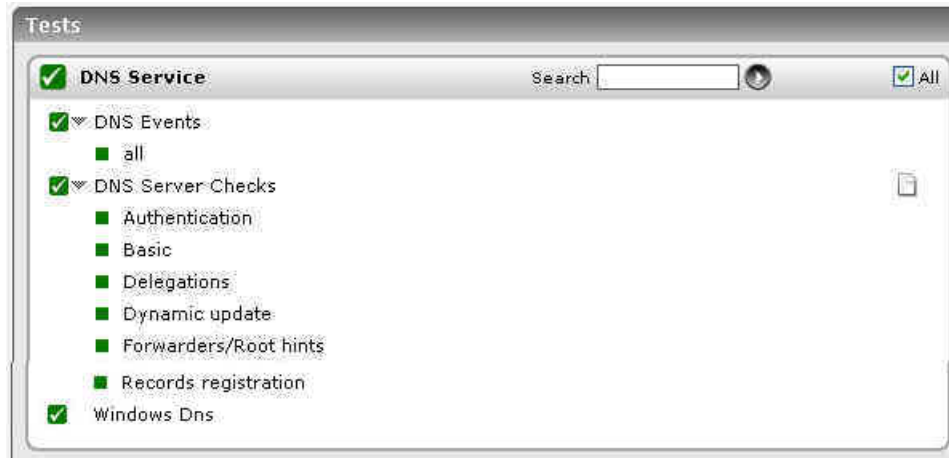 Tests
DNS Service Search All
DNS Events
all
DNS Server Checks
Authentication
Basic
Delegations
Dynamic update
Forwarders/Root hints
Records registration
Windows Dns